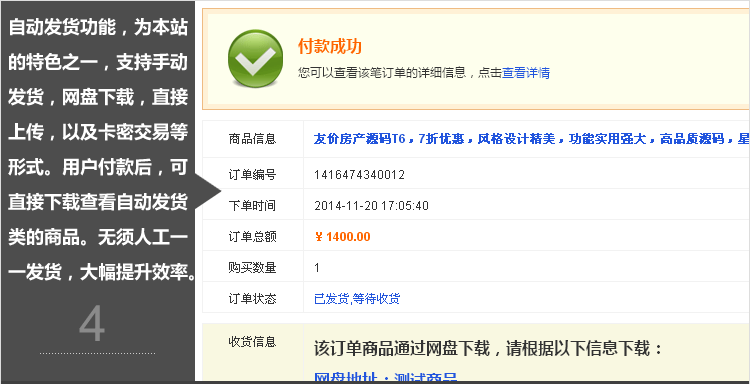 自动发货功能，为本站
的特色之一，支持手动
发货，网盘下载，直接
上传，以及卡密交易等
形式。用户付款后，可
直接下载查看自动发货
类的商品。无须人工一
一发货，大幅提升效率。
4
付款成功
您可以查看该笔订单的详细信息，点击查看详情
商品信息 友价房产源码T6，7折优惠，风格设计精美，功能实用强大，高品质源码，星
订单编号 1416474340012
下单时间 2014-11-20 17:05:40
订单总额 ¥ 1400.00
购买数量 1
订单状态 已发货,等待收货
收货信息 该订单商品通过网盘下载，请根据以下信息下载：
网盘地址：测试商品